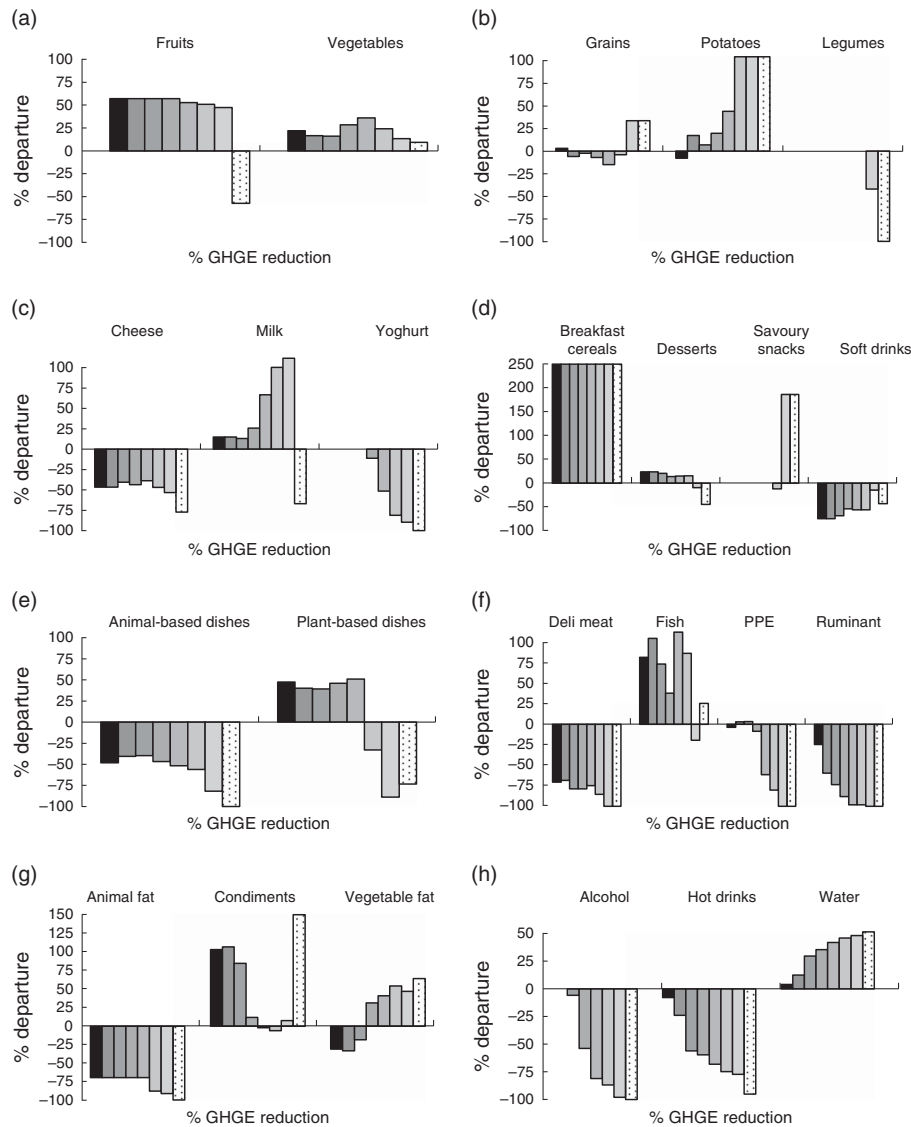 (a)
Fruits Vegetables
100
75
50
25
0
−25
−50
−75
−100
% departure
% GHGE reduction
(b)
Grains Potatoes Legumes
100
75
50
25
0
−25
−50
−75
−100
% departure
% GHGE reduction
(c)
Cheese Milk Yoghurt
100
75
50
25
0
−25
−50
−75
−100
% departure
% GHGE reduction
(d)
Breakfast
cereals
Desserts
Savoury
snacks
Soft drinks
250
200
150
100
50
0
−50
−100
% departure
% GHGE reduction
(e)
Animal-based dishes Plant-based dishes
100
75
50
25
0
−25
−50
−75
−100
% departure
% GHGE reduction
(f)
Deli meat Fish PPE Ruminant
100
75
50
25
0
−25
−50
−75
−100
% departure
% GHGE reduction
(g)
Animal fat Condiments Vegetable fat
150
125
100
75
50
25
0
−25
−50
−75
−100
% departure
% GHGE reduction
(h)
Alcohol Hot drinks Water
50
25
0
−25
−50
−75
−100
% departure
% GHGE reduction